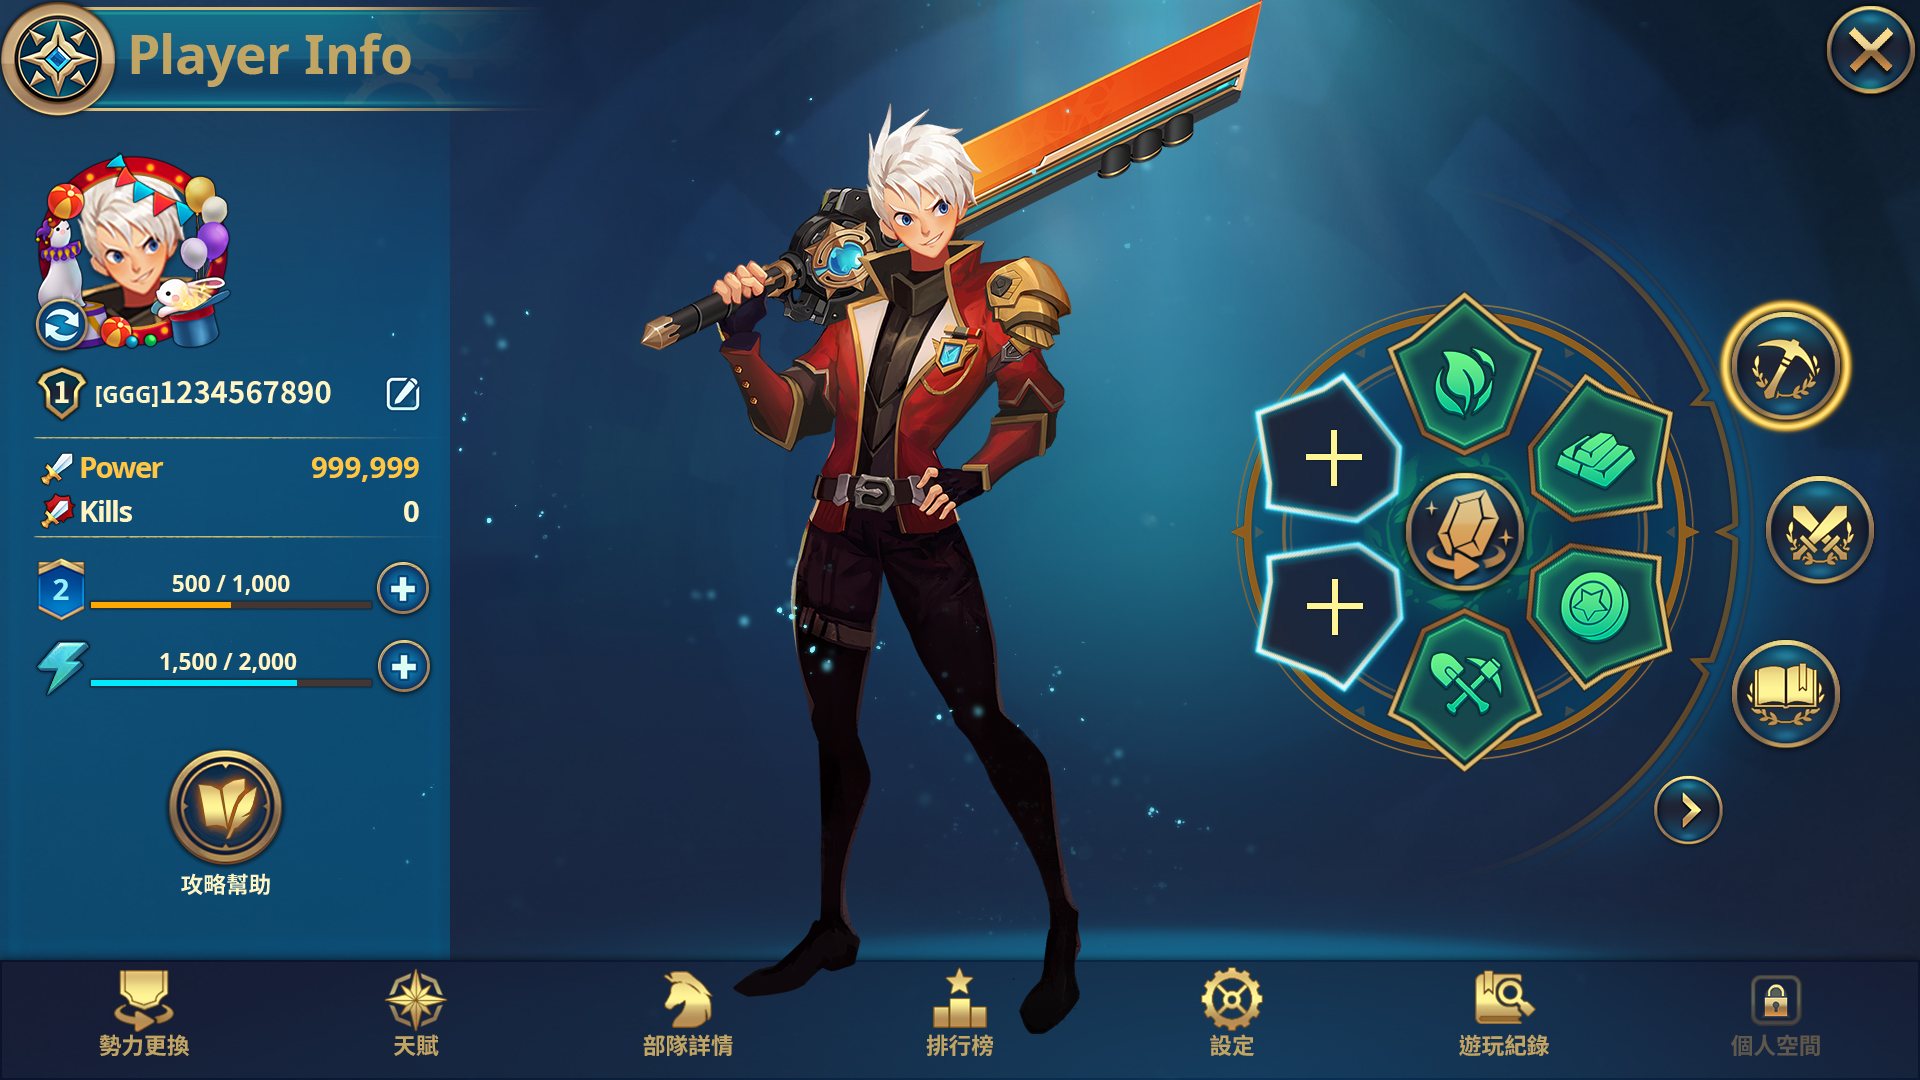 Player Info
1 [GGG]1234567890
Power 999,999
Kills 0
2 500 / 1,000
1,500 / 2,000
攻略幫助
勢力更換 天賦 部隊詳情 排行榜 設定 遊玩紀錄 個人空間